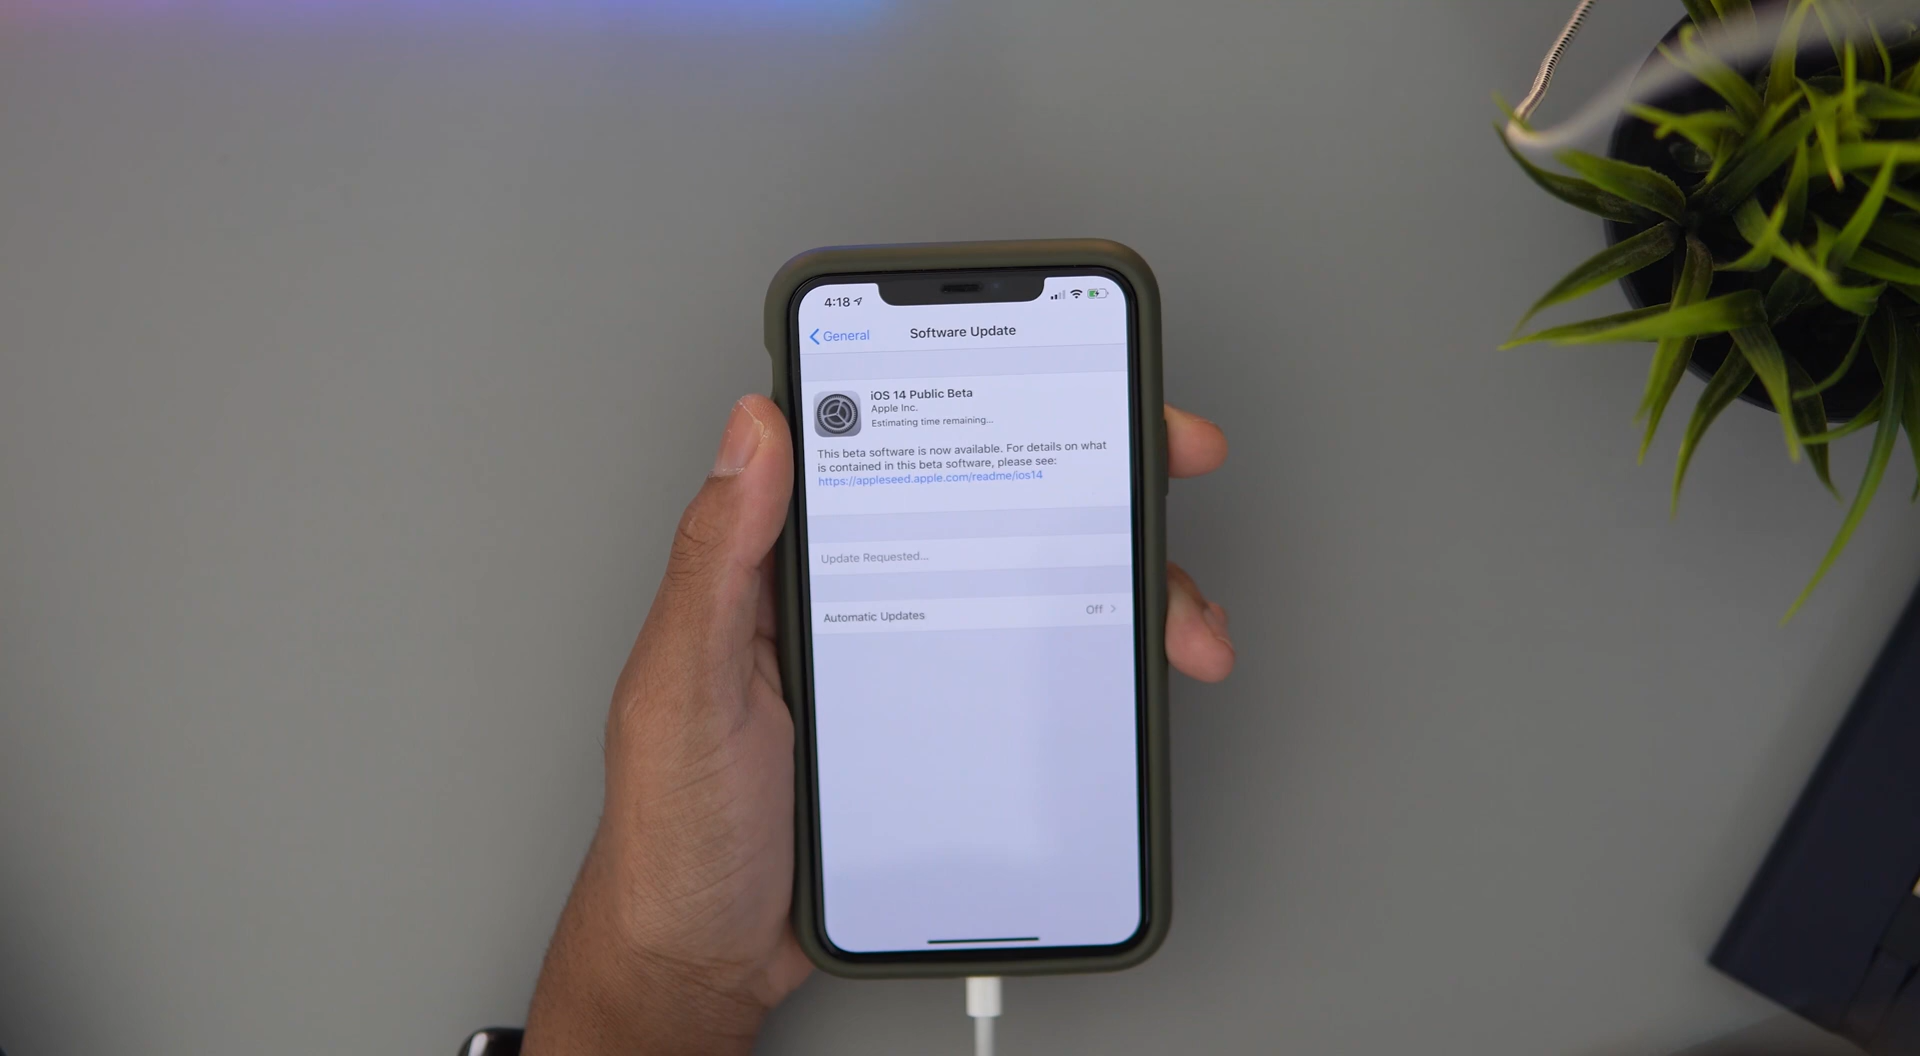 4:18
General
Software Update
iOS 14 Public Beta
Apple Inc.
Estimating time remaining...
This beta software is now available. For details on what
is contained in this beta software, please see:
https://appleseed.apple.com/readme/ios14
Update Requested...
Automatic Updates Off